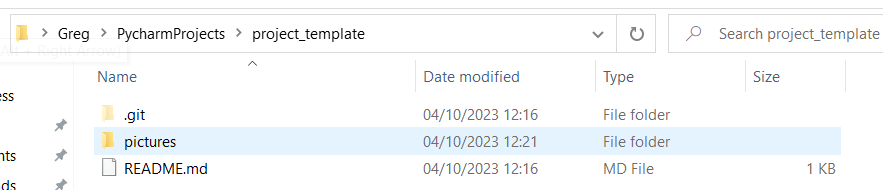 Greg > PycharmProjects > project_template
Search project_template
Alt + Right Arrow)
Name Date modified Type Size
ess
.git 04/10/2023 12:16 File folder
pictures 04/10/2023 12:21 File folder
nts README.md 04/10/2023 12:16 MD File 1 KB
ds